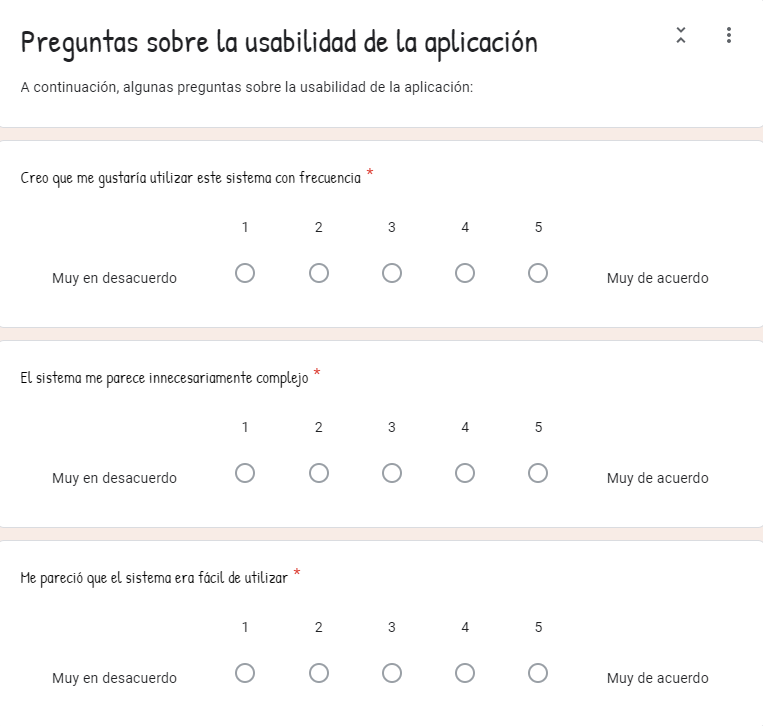 Preguntas sobre la usabilidad de la aplicación
A continuación, algunas preguntas sobre la usabilidad de la aplicación:
Creo que me gustaría utilizar este sistema con frecuencia *
1 2 3 4 5
Muy en desacuerdo Muy de acuerdo
El sistema me parece innecesariamente complejo *
1 2 3 4 5
Muy en desacuerdo Muy de acuerdo
Me pareció que el sistema era fácil de utilizar *
1 2 3 4 5
Muy en desacuerdo Muy de acuerdo